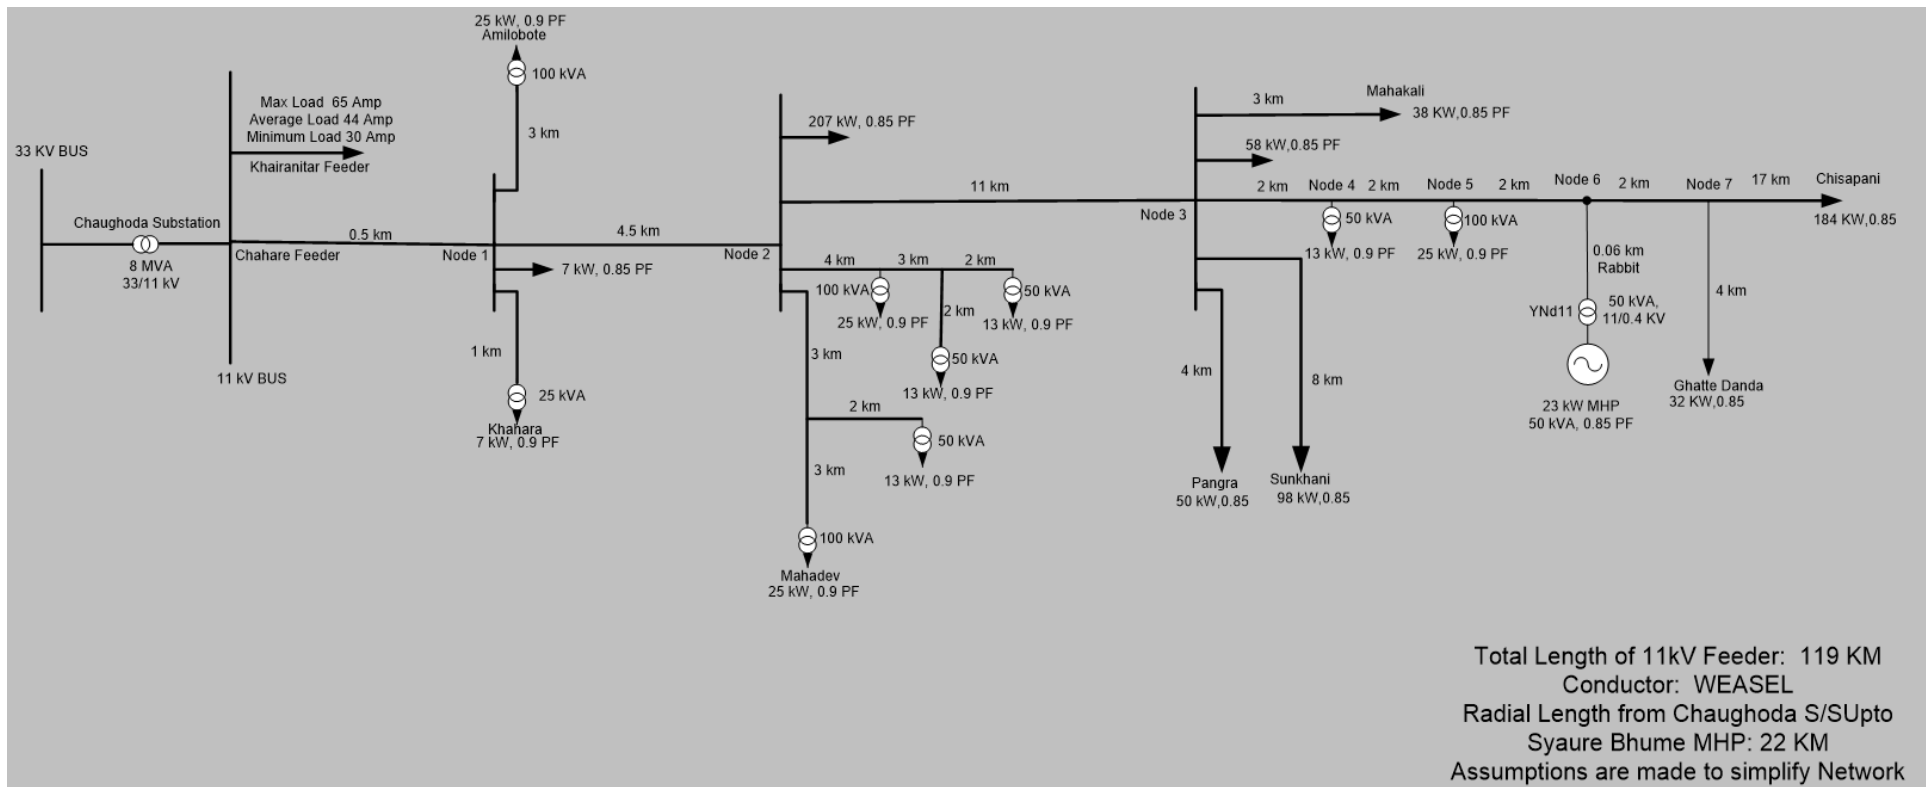 33 KV BUS
Chaughoda Substation
8 MVA
33/11 kV
Max Load 65 Amp
Average Load 44 Amp
Minimum Load 30 Amp
Khairanitar Feeder
Chahare Feeder
11 kV BUS
0.5 km
25 kW, 0.9 PF
Amilobote
100 kVA
3 km
Node 1
7 kW, 0.85 PF
1 km
25 kVA
Khahara
7 kW, 0.9 PF
4.5 km
Node 2
207 kW, 0.85 PF
11 km
4 km
3 km
2 km
100 kVA
25 kW, 0.9 PF
2 km
50 kVA
13 kW, 0.9 PF
50 kVA
13 kW, 0.9 PF
3 km
2 km
50 kVA
13 kW, 0.9 PF
3 km
100 kVA
Mahadev
25 kW, 0.9 PF
Node 3
3 km
Mahakali
38 KW,0.85 PF
58 kW,0.85 PF
2 km
Node 4
2 km
Node 5
2 km
Node 6
2 km
Node 7
17 km
Chisapani
184 KW,0.85
50 kVA
13 kW, 0.9 PF
100 kVA
25 kW, 0.9 PF
0.06 km
Rabbit
YNd11
50 kVA,
11/0.4 KV
23 kW MHP
50 kVA, 0.85 PF
4 km
Ghatte Danda
32 KW,0.85
4 km
Pangra
50 kW,0.85
8 km
Sunkhani
98 kW,0.85
Total Length of 11kV Feeder: 119 KM
Conductor: WEASEL
Radial Length from Chaughoda S/SUpto
Syaure Bhume MHP: 22 KM
Assumptions are made to simplify Network